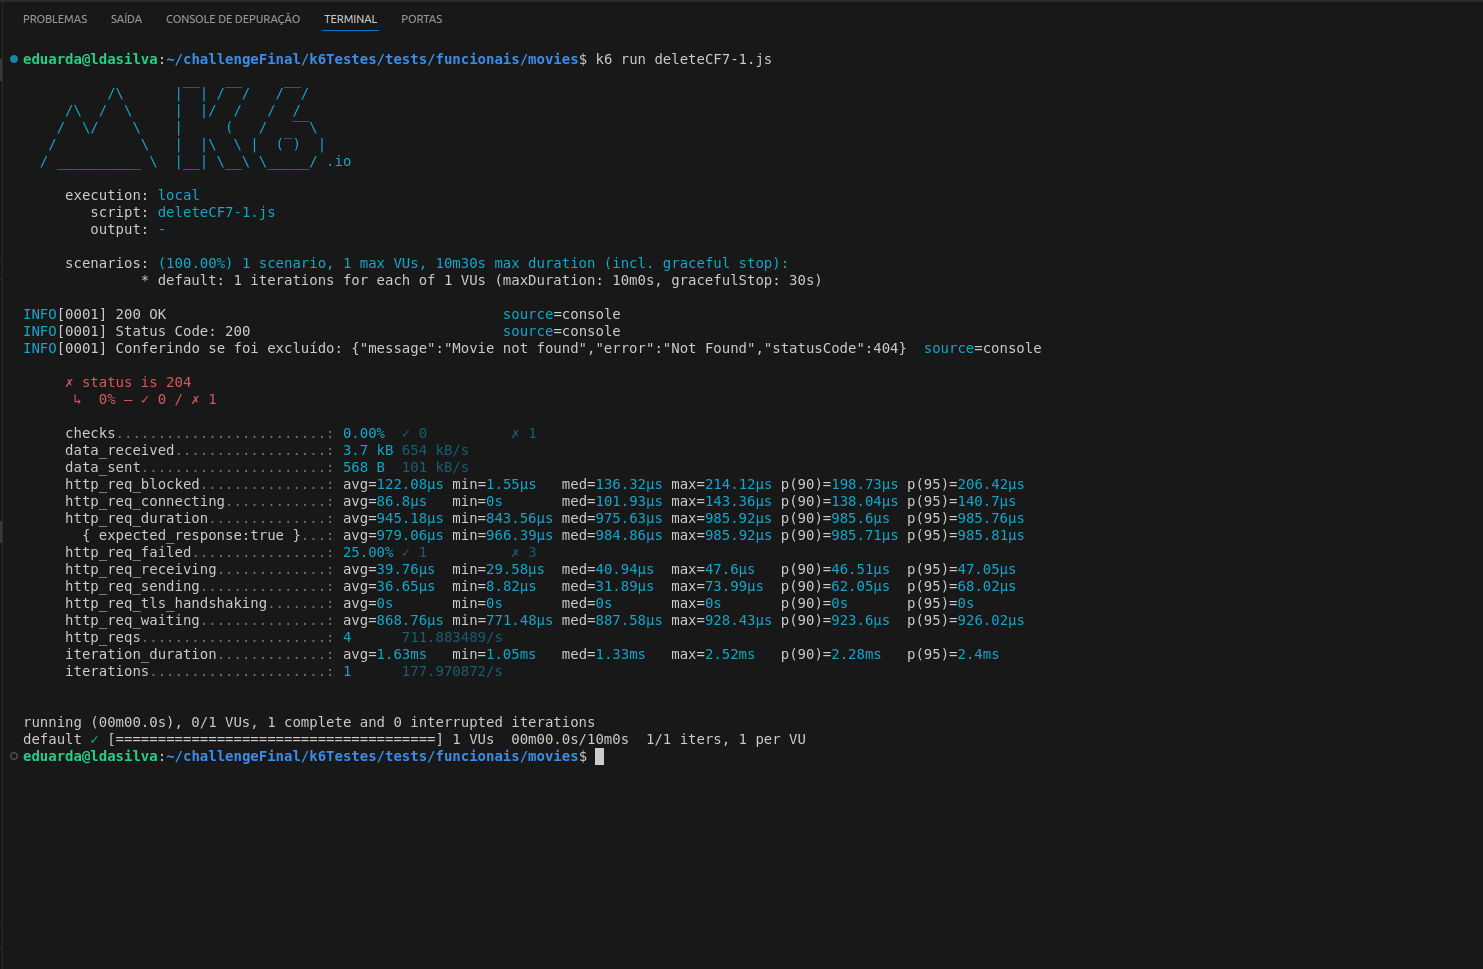 PROBLEMAS SAÍDA CONSOLE DE DEPURAÇÃO TERMINAL PORTAS
eduarda@ldasilva:~/challengeFinal/k6Testes/tests/funcionais/movies$ k6 run deleteCF7-1.js
.io
execution: local
script: deleteCF7-1.js
output: -
scenarios: (100.00%) 1 scenario, 1 max VUs, 10m30s max duration (incl. graceful stop):
* default: 1 iterations for each of 1 VUs (maxDuration: 10m0s, gracefulStop: 30s)
INFO[0001] 200 OK source=console
INFO[0001] Status Code: 200 source=console
INFO[0001] Conferindo se foi excluído: {"message":"Movie not found","error":"Not Found","statusCode":404} source=console
✗ status is 204
↳ 0% — ✓ 0 / ✗ 1
checks.........................: 0.00% ✓ 0 ✗ 1
data_received..................: 3.7 kB 654 kB/s
data_sent......................: 568 B 101 kB/s
http_req_blocked...............: avg=122.08µs min=1.55µs med=136.32µs max=214.12µs p(90)=198.73µs p(95)=206.42µs
http_req_connecting............: avg=86.8µs min=0s med=101.93µs max=143.36µs p(90)=138.04µs p(95)=140.7µs
http_req_duration..............: avg=945.18µs min=843.56µs med=975.63µs max=985.92µs p(90)=985.6µs p(95)=985.76µs
{ expected_response:true }...: avg=979.06µs min=966.39µs med=984.86µs max=985.92µs p(90)=985.71µs p(95)=985.81µs
http_req_failed................: 25.00% ✓ 1 ✗ 3
http_req_receiving.............: avg=39.76µs min=29.58µs med=40.94µs max=47.6µs p(90)=46.51µs p(95)=47.05µs
http_req_sending...............: avg=36.65µs min=8.82µs med=31.89µs max=73.99µs p(90)=62.05µs p(95)=68.02µs
http_req_tls_handshaking.......: avg=0s min=0s med=0s max=0s p(90)=0s p(95)=0s
http_req_waiting...............: avg=868.76µs min=771.48µs med=887.58µs max=928.43µs p(90)=923.6µs p(95)=926.02µs
http_reqs......................: 4 711.883489/s
iteration_duration.............: avg=1.63ms min=1.05ms med=1.33ms max=2.52ms p(90)=2.28ms p(95)=2.4ms
iterations.....................: 1 177.970872/s
running (00m00.0s), 0/1 VUs, 1 complete and 0 interrupted iterations
default ✓ [======================================] 1 VUs 00m00.0s/10m0s 1/1 iters, 1 per VU
eduarda@ldasilva:~/challengeFinal/k6Testes/tests/funcionais/movies$